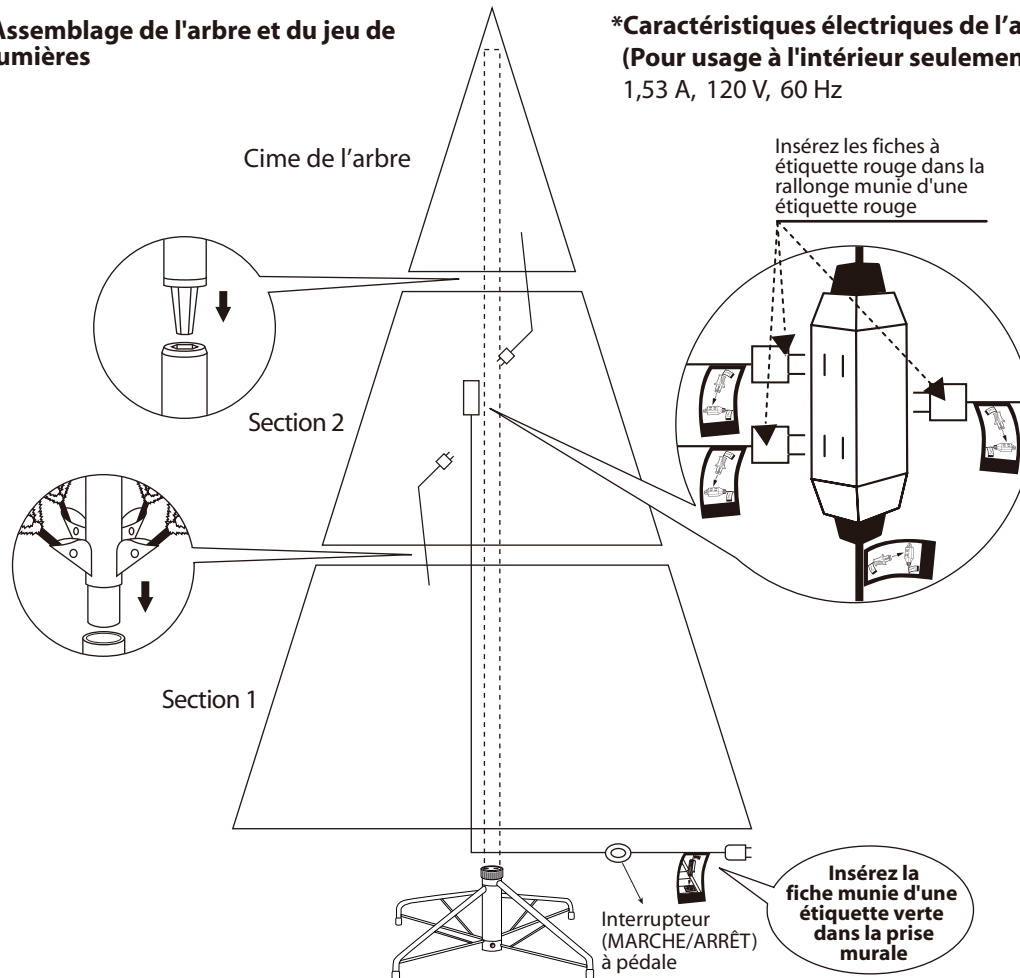 Assemblage de l'arbre et du jeu de
umières
*Caractéristiques électriques de l’a
(Pour usage à l'intérieur seulemen
1,53 A, 120 V, 60 Hz
Cime de l’arbre
Insérez les fiches à
étiquette rouge dans la
rallonge munie d'une
étiquette rouge
Section 2
Section 1
Interrupteur
(MARCHE/ARRÊT)
à pédale
Insérez la
fiche munie d'une
étiquette verte
dans la prise
murale